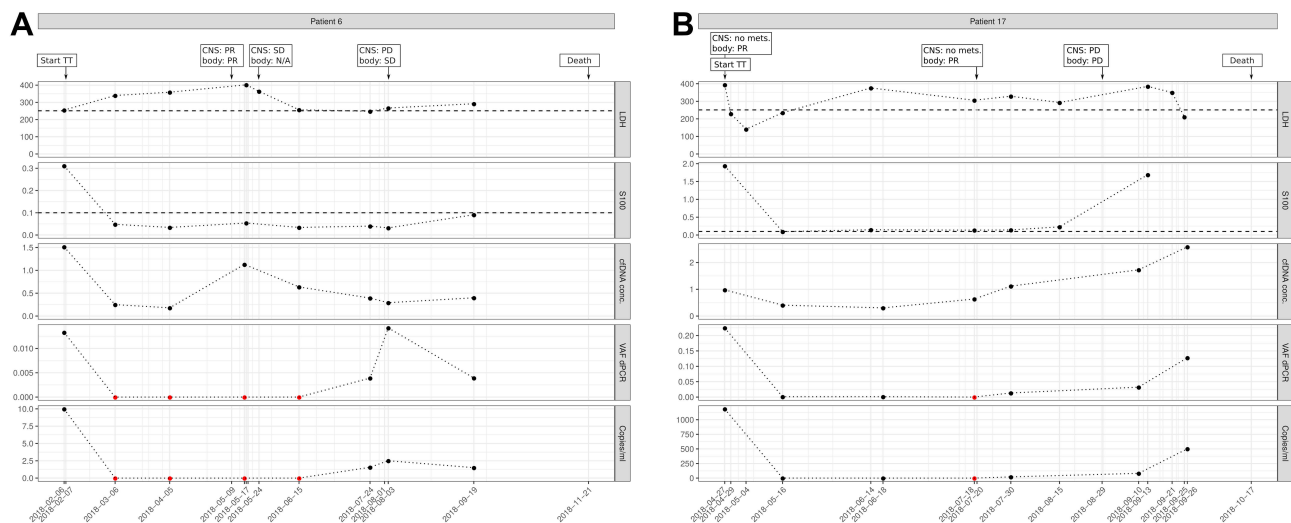 A
Patient 6
Start TT
CNS: PR
body: PR
CNS: SD
body: N/A
CNS: PD
body: SD
Death
400
300
200
100
0
LDH
0.3
0.2
0.1
0.0
S100
1.5
1.0
0.5
0.0
cfDNA conc.
0.010
0.005
0.000
VAF dPCR
10.0
7.5
5.0
2.5
0.0
Copies/ml
2018-02-06
2018-02-07
2018-03-06
2018-04-05
2018-05-09
2018-05-17
2018-05-24
2018-06-15
2018-07-24
2018-08-01
2018-08-03
2018-09-19
2018-11-21
B
Patient 17
CNS: no mets.
body: PR
Start TT
CNS: no mets.
body: PR
CNS: PD
body: PD
Death
400
300
200
100
0
LDH
2.0
1.5
1.0
0.5
0.0
S100
2
1
0
cfDNA conc.
0.20
0.15
0.10
0.05
0.00
VAF dPCR
1000
750
500
250
0
Copies/ml
2018-04-27
2018-04-29
2018-05-04
2018-05-16
2018-06-14
2018-06-18
2018-07-18
2018-07-20
2018-07-30
2018-08-15
2018-08-29
2018-09-10
2018-09-13
2018-09-21
2018-09-25
2018-09-26
2018-10-17